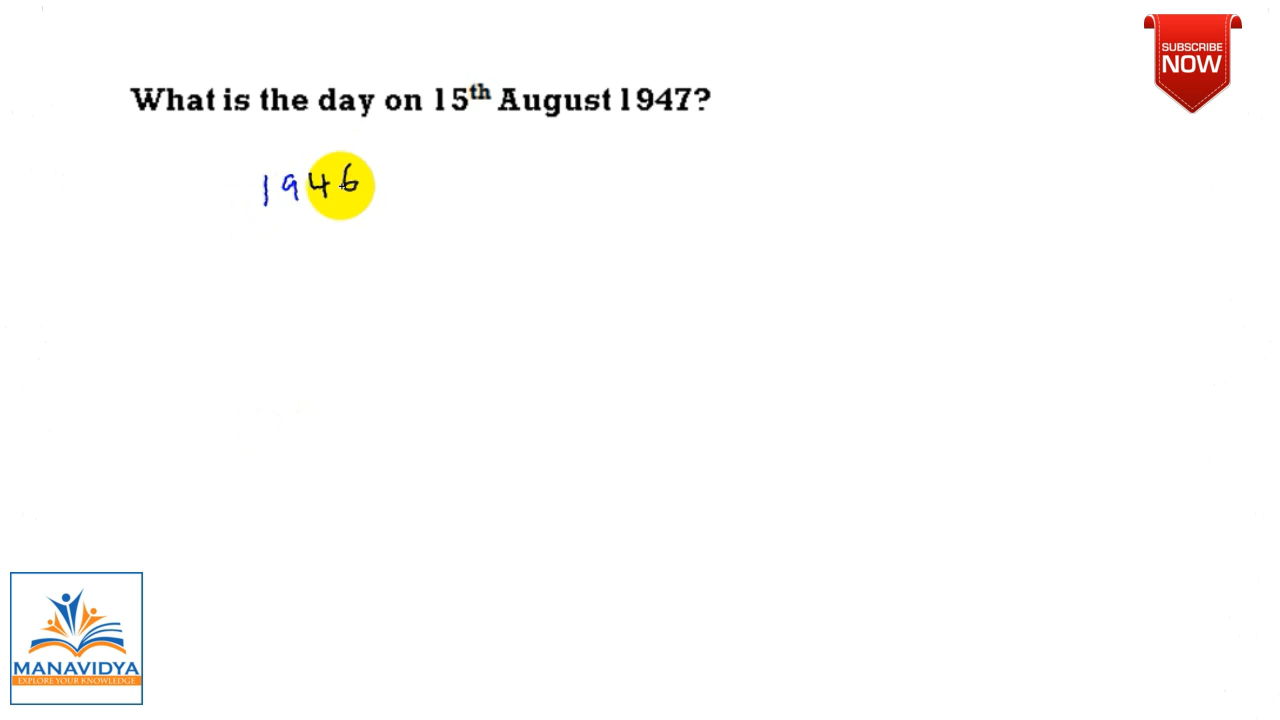 SUBSCRIBE
NOW
What is the day on 15th August 1947?
1946
MANAVIDYA
EXPLORE YOUR KNOWLEDGE